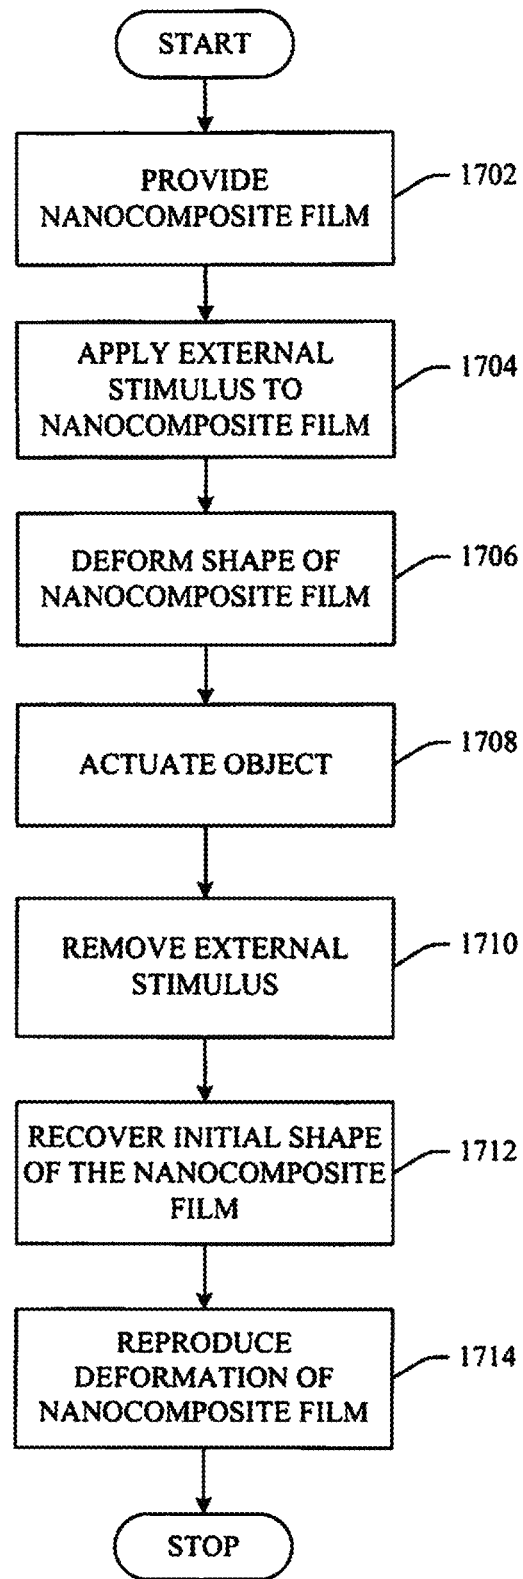 START
PROVIDE
NANOCOMPOSITE FILM
1702
APPLY EXTERNAL
STIMULUS TO
NANOCOMPOSITE FILM
1704
DEFORM SHAPE OF
NANOCOMPOSITE FILM
1706
ACTUATE OBJECT
1708
REMOVE EXTERNAL
STIMULUS
1710
RECOVER INITIAL SHAPE
OF THE NANOCOMPOSITE
FILM
1712
REPRODUCE
DEFORMATION OF
NANOCOMPOSITE FILM
1714
STOP